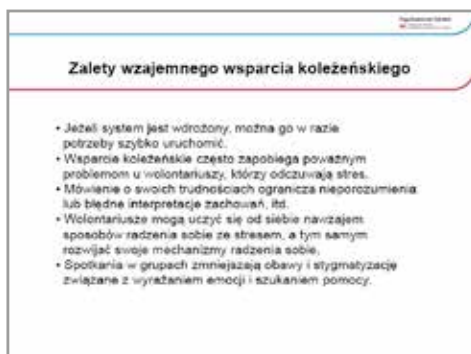 Zalety wzajemnego wsparcia koleżeńskiego
• Jeżeli system jest wdrożony, można go w razie
potrzeby szybko uruchomić.
• Wsparcie koleżeńskie często zapobiega poważnym
problemom u wolontariuszy, którzy odczuwają stres.
• Mówienie o swoich trudnościach ogranicza nieporozumienia
lub błędne interpretacje zachowań, itd.
• Wolontariusze mogą uczyć się od siebie nawzajem
sposobów radzenia sobie ze stresem, a tym samym
rozwijać swoje mechanizmy radzenia sobie.
• Spotkania w grupach zmniejszają obawy i stygmatyzację
związane z wyrażaniem emocji i szukaniem pomocy.